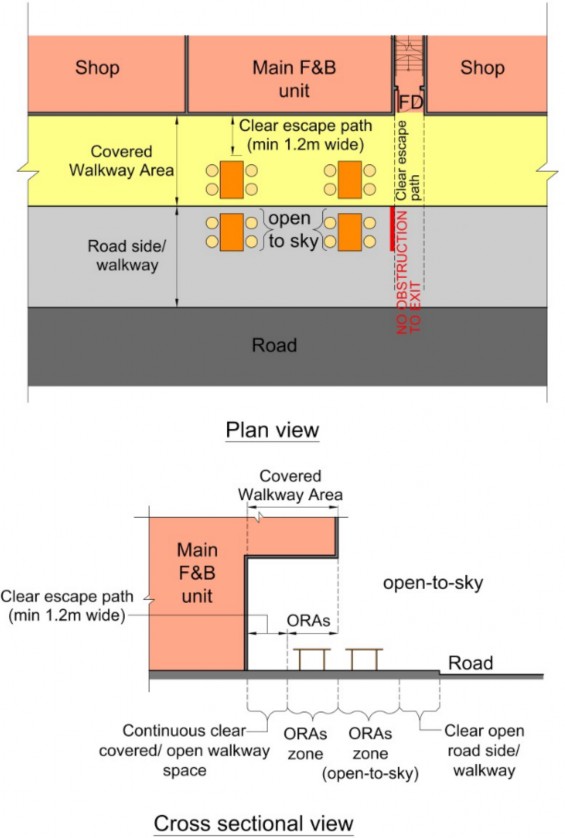 Shop
Main F&B
unit
Shop
FD
Clear escape path
(min 1.2m wide)
Covered
Walkway Area
Clear escape
path
open
to sky
Road side/
walkway
NO OBSTRUCTION
TO EXIT
Road
Plan view
Covered
Walkway Area
Main
F&B
unit
open-to-sky
Clear escape path
(min 1.2m wide)
ORAs
Road
Continuous clear
covered/ open walkway
space
ORAs
zone
ORAs
zone
(open-to-sky)
Clear open
road side/
walkway
Cross sectional view